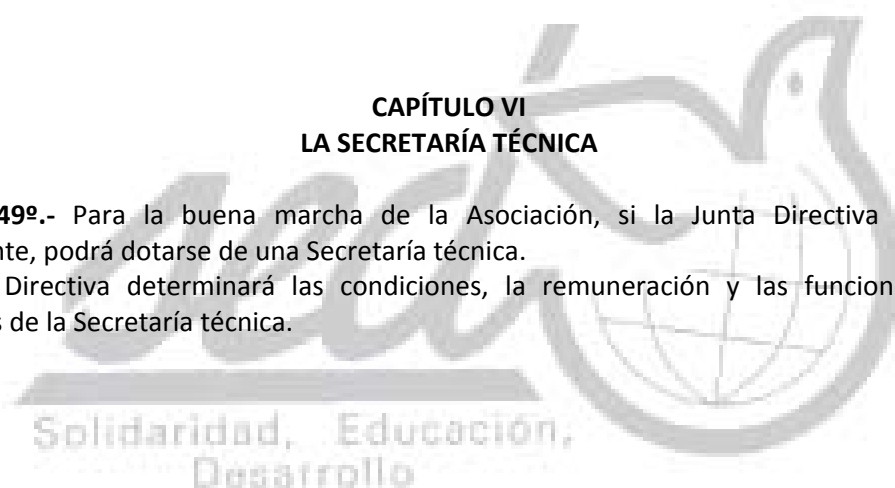 CAPÍTULO VI
LA SECRETARÍA TÉCNICA
49º.- Para la buena marcha de la Asociación, si la Junta Directiva
nte, podrá dotarse de una Secretaría técnica.
Directiva determinará las condiciones, la remuneración y las funcion
s de la Secretaría técnica.
sed
Solidaridad, Educación,
Desarrollo